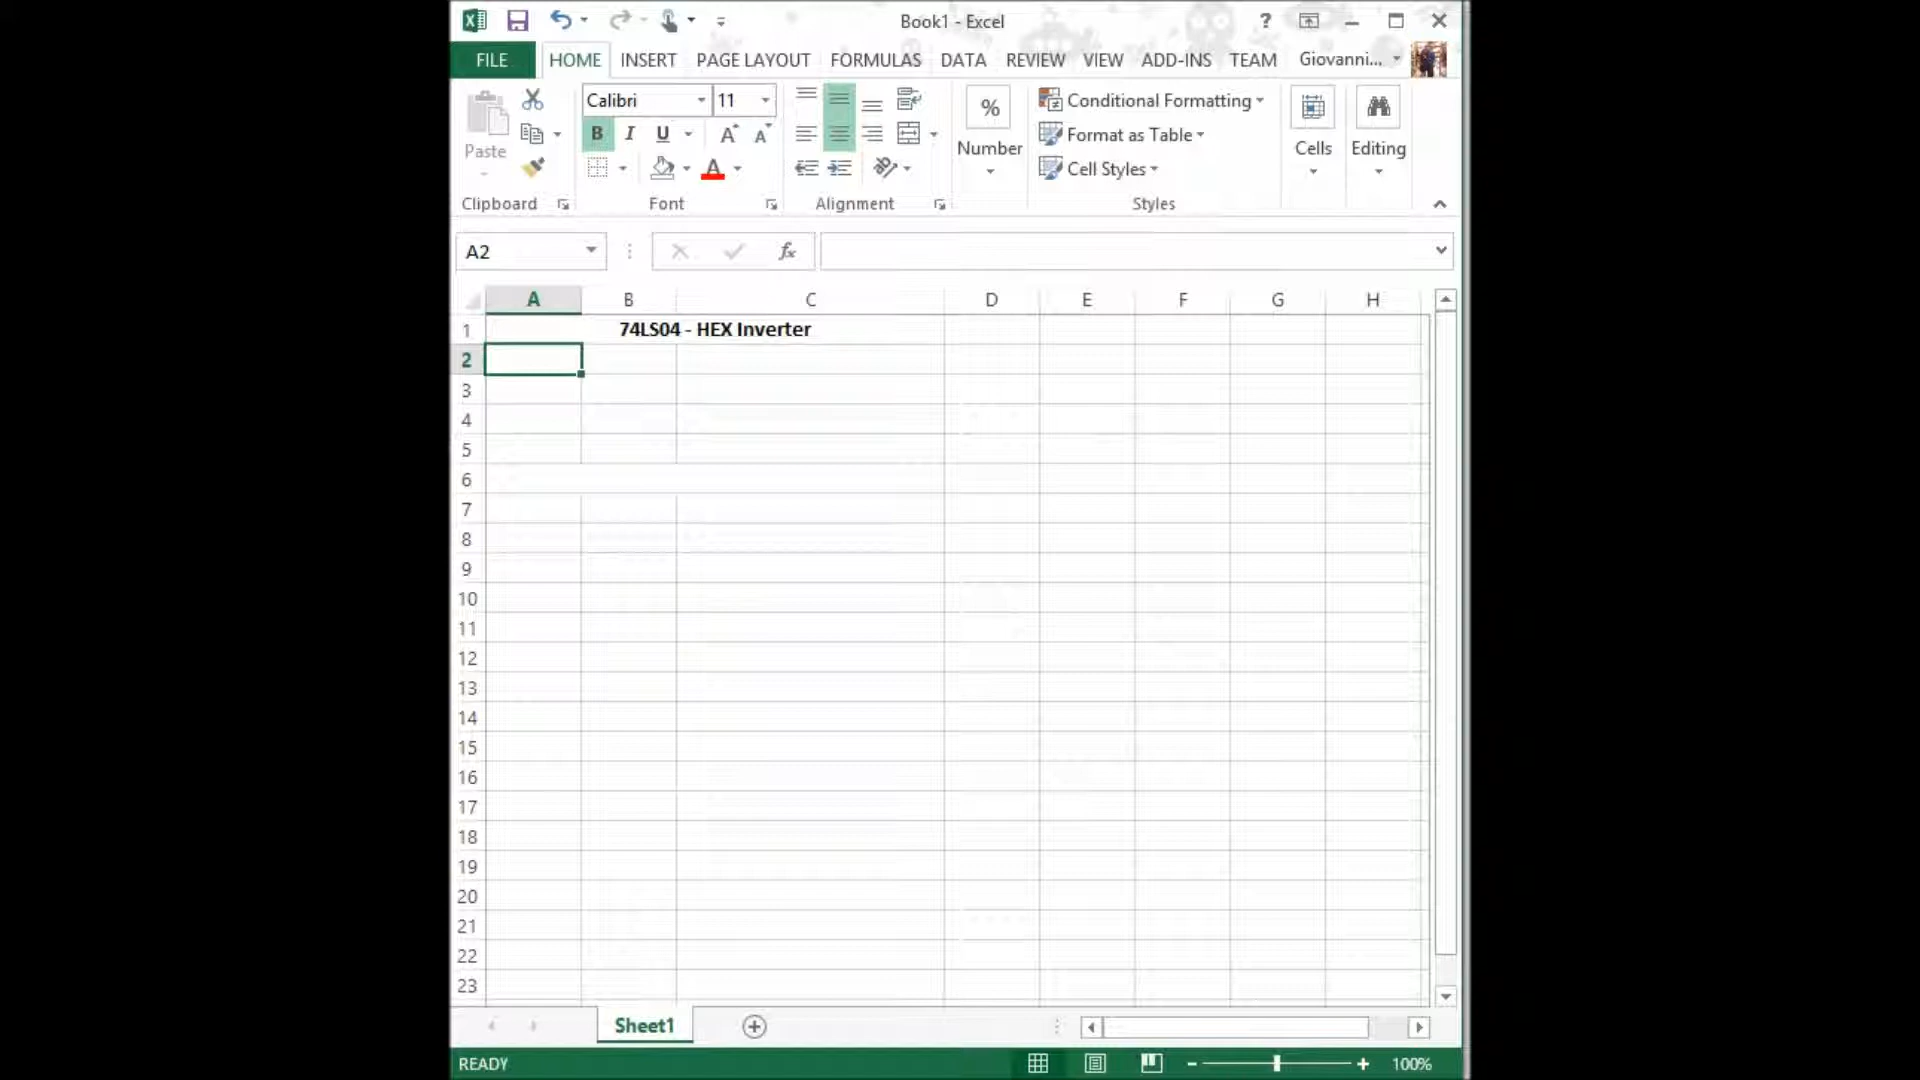 Book1 - Excel
?
FILE HOME INSERT PAGE LAYOUT FORMULAS DATA REVIEW VIEW ADD-INS TEAM Giovanni...
Paste
Calibri 11
B I U A A
A
%
Number
Conditional Formatting
Format as Table
Cell Styles
Cells
Editing
Clipboard Font Alignment Styles
A2 fx
A B C D E F G H
1 74LS04 - HEX Inverter
2
3
4
5
6
7
8
9
10
11
12
13
14
15
16
17
18
19
20
21
22
23
Sheet1
READY 100%